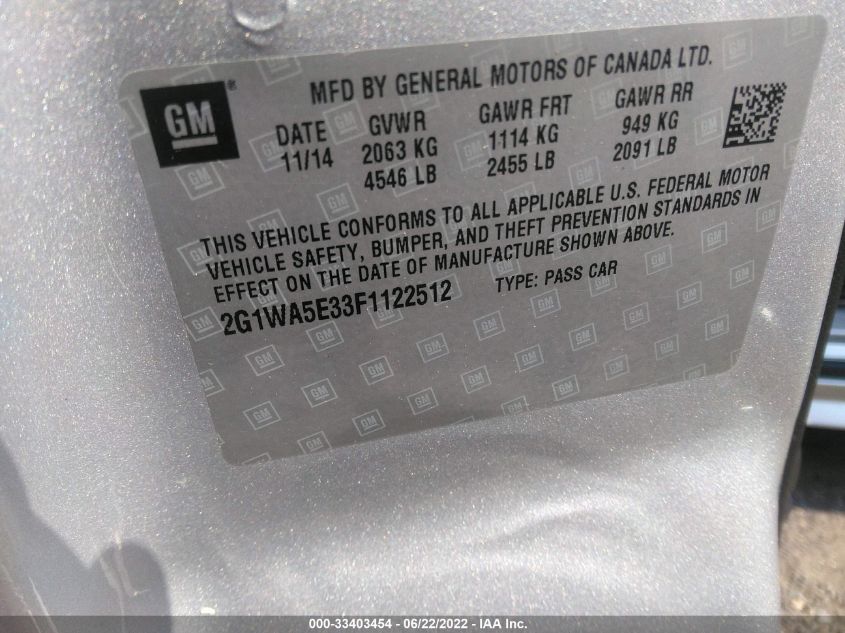 GM
MFD BY GENERAL MOTORS OF CANADA LTD.
DATE GVWR GAWR FRT GAWR RR
11/14 2063 KG 1114 KG 949 KG
4546 LB 2455 LB 2091 LB
THIS VEHICLE CONFORMS TO ALL APPLICABLE U.S. FEDERAL MOTOR
VEHICLE SAFETY, BUMPER, AND THEFT PREVENTION STANDARDS IN
EFFECT ON THE DATE OF MANUFACTURE SHOWN ABOVE.
2G1WA5E33F1122512 TYPE: PASS CAR
000-33403454 - 06/22/2022 - IAA Inc.